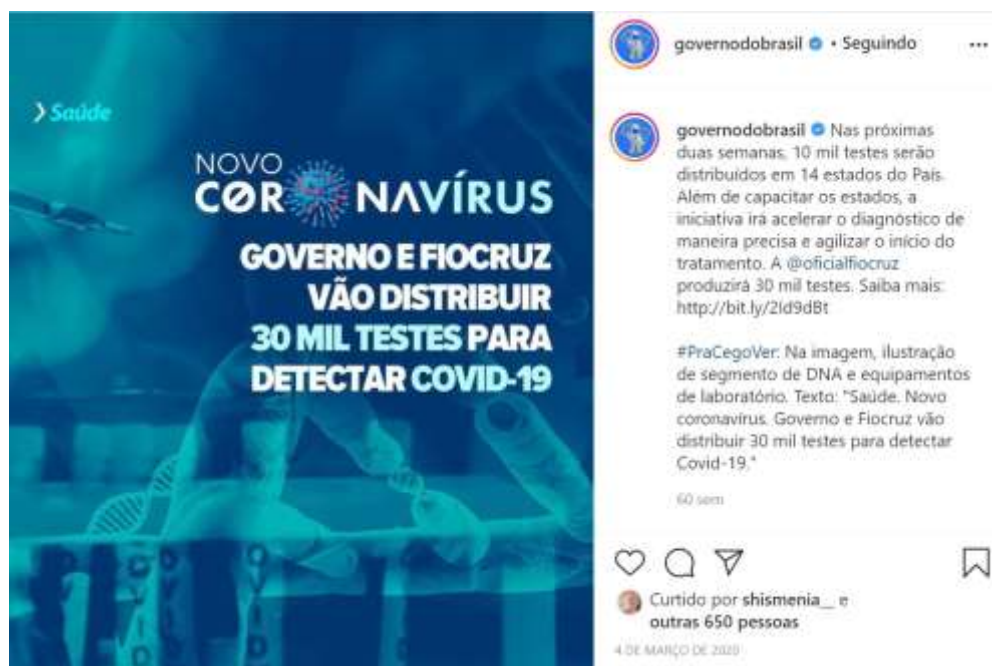 Saúde
NOVO
CORONAVÍRUS
GOVERNO E FIOCRUZ
VÃO DISTRIBUIR
30 MIL TESTES PARA
DETECTAR COVID-19
COVID
governodobrasil • Seguindo
governodobrasil Nas próximas
duas semanas, 10 mil testes serão
distribuídos em 14 estados do País.
Além de capacitar os estados, a
iniciativa irá acelerar o diagnóstico de
maneira precisa e agilizar o início do
tratamento. A @oficialfiocruz
produzirá 30 mil testes. Saiba mais:
http://bit.ly/2Id9dBt
#PraCegoVer: Na imagem, ilustração
de segmento de DNA e equipamentos
de laboratório. Texto: "Saúde. Novo
coronavírus. Governo e Fiocruz vão
distribuir 30 mil testes para detectar
Covid-19."
60 sem
Curtido por shismenia__ e
outras 650 pessoas
4 DE MARÇO DE 2020